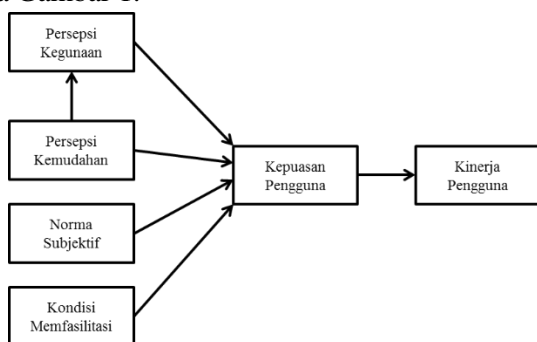 Gambar 1.
Persepsi
Kegunaan
Persepsi
Kemudahan
Kepuasan
Pengguna
Kinerja
Pengguna
Norma
Subjektif
Kondisi
Memfasilitasi